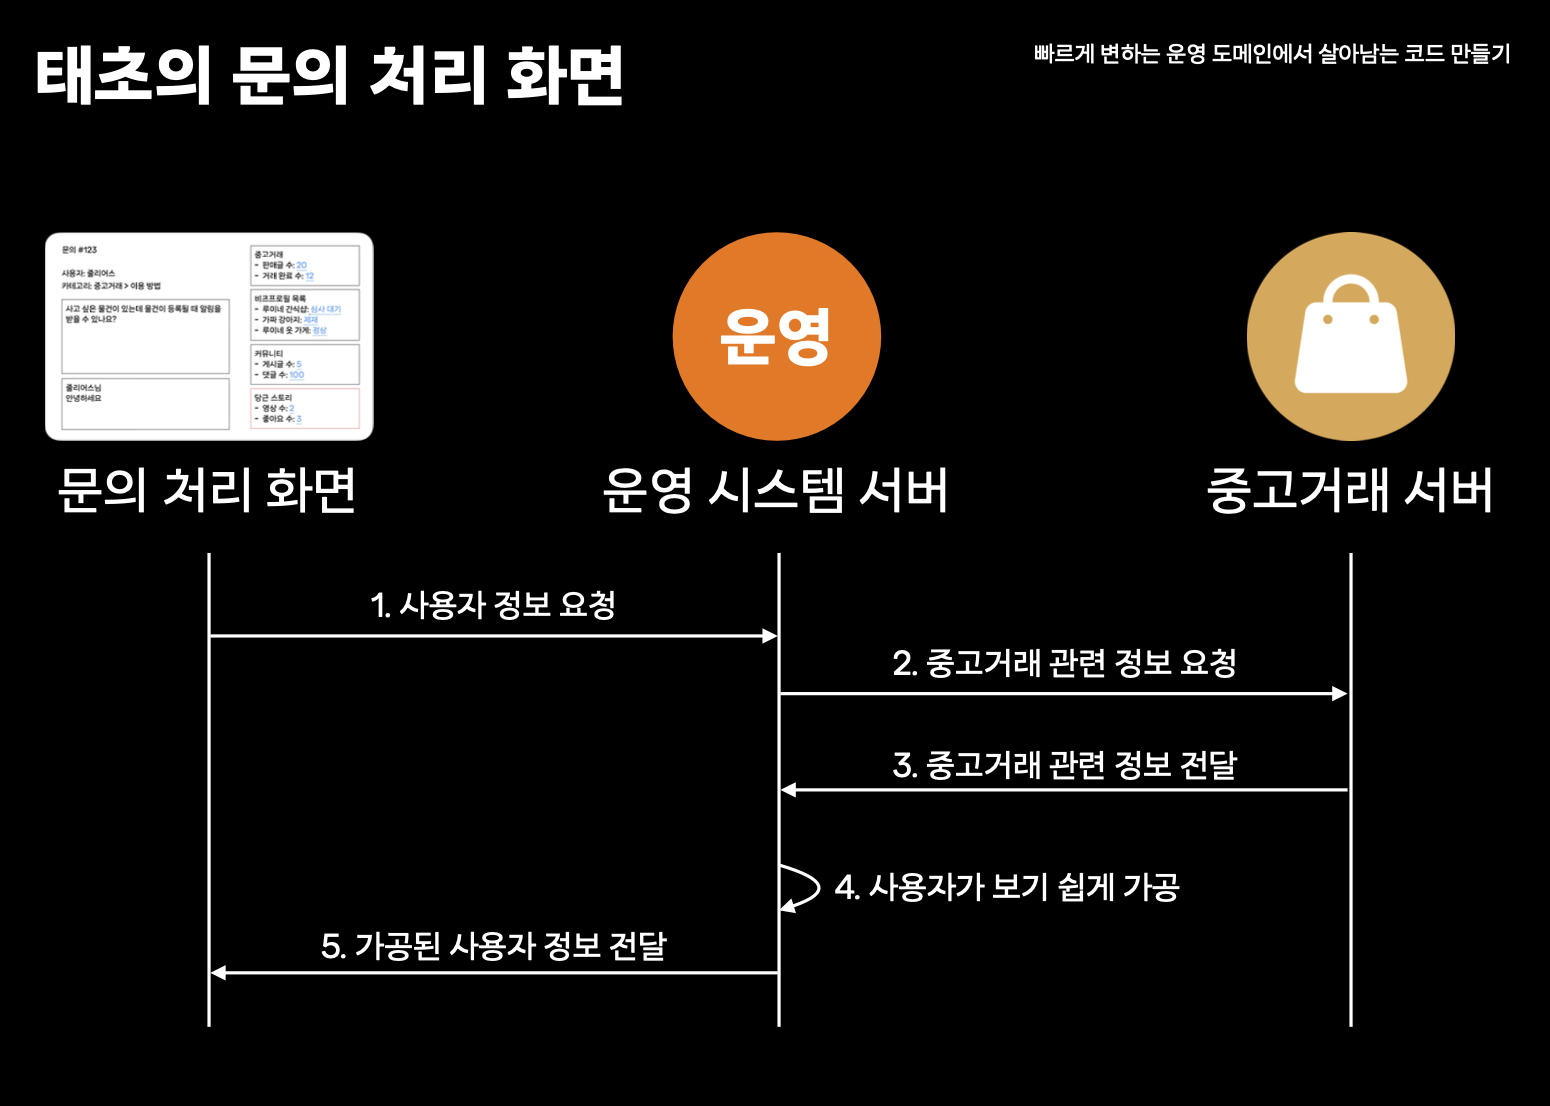 태초의 문의 처리 화면
빠르게 변하는 운영 도메인에서 살아남는 코드 만들기
문의 #123
사용자: 줄리어스
카테고리: 중고거래 > 이용 방법
사고 싶은 물건이 있는데 물건이 등록될 때 알림을
받을 수 있나요?
줄리어스님
안녕하세요
중고거래
- 판매글 수: 20
- 거래 완료 수: 12
비즈프로필 목록
- 루이네 간식샵: 심사 대기
- 가짜 강아지: 제재
- 루이네 옷 가게: 정상
커뮤니티
- 게시글 수: 5
- 댓글 수: 100
당근 스토리
- 영상 수: 2
- 좋아요 수: 3
운영
문의 처리 화면
운영 시스템 서버
중고거래 서버
1. 사용자 정보 요청
2. 중고거래 관련 정보 요청
3. 중고거래 관련 정보 전달
4. 사용자가 보기 쉽게 가공
5. 가공된 사용자 정보 전달